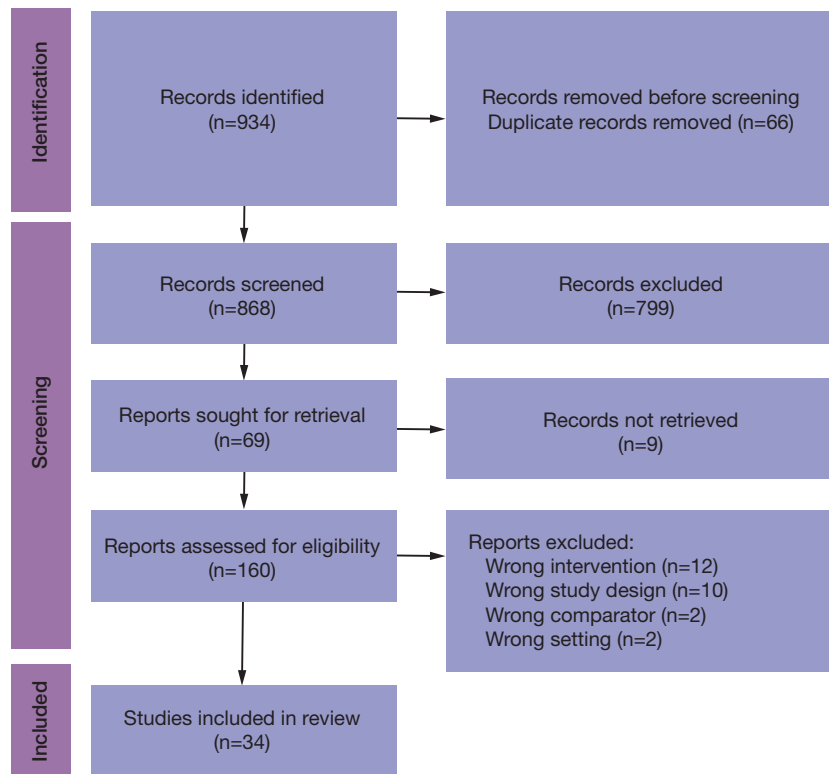 Identification
Records identified
(n=934)
Records removed before screening
Duplicate records removed (n=66)
Screening
Records screened
(n=868)
Records excluded
(n=799)
Reports sought for retrieval
(n=69)
Records not retrieved
(n=9)
Reports assessed for eligibility
(n=160)
Reports excluded:
Wrong intervention (n=12)
Wrong study design (n=10)
Wrong comparator (n=2)
Wrong setting (n=2)
Included
Studies included in review
(n=34)